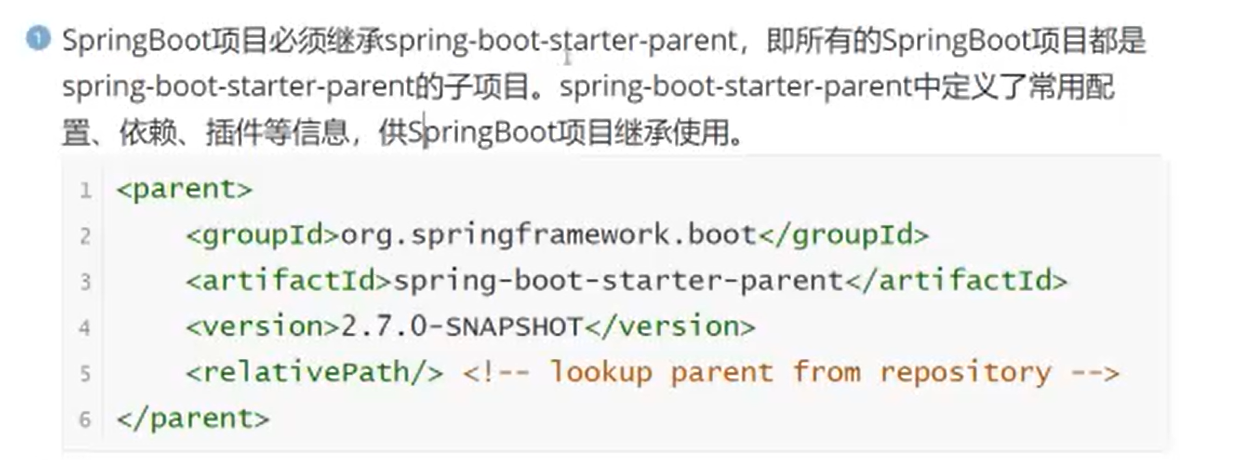 1 SpringBoot项目必须继承spring-boot-starter-parent，即所有的SpringBoot项目都是
spring-boot-starter-parent的子项目。spring-boot-starter-parent中定义了常用配
置、依赖、插件等信息，供SpringBoot项目继承使用。
1 <parent>
2     <groupId>org.springframework.boot</groupId>
3     <artifactId>spring-boot-starter-parent</artifactId>
4     <version>2.7.0-SNAPSHOT</version>
5     <relativePath/> <!-- lookup parent from repository -->
6 </parent>